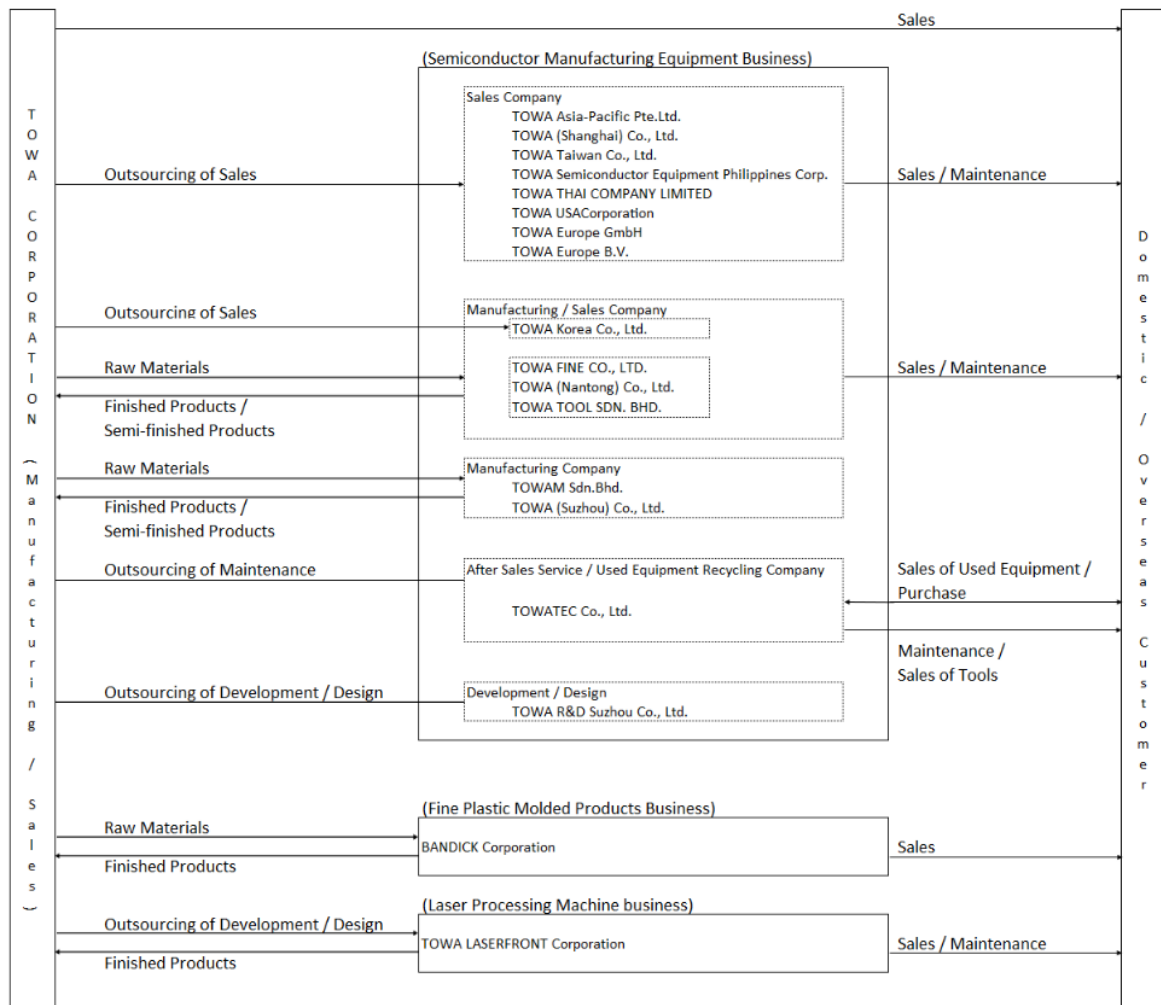 Sales
(Semiconductor Manufacturing Equipment Business)
TOWA CORPORATION (Manufacturing / Sales)
Outsourcing of Sales
Sales Company
TOWA Asia-Pacific Pte.Ltd.
TOWA (Shanghai) Co., Ltd.
TOWA Taiwan Co., Ltd.
TOWA Semiconductor Equipment Philippines Corp.
TOWA THAI COMPANY LIMITED
TOWA USACorporation
TOWA Europe GmbH
TOWA Europe B.V.
Sales / Maintenance
Domestic / Overseas Customer
Outsourcing of Sales
Manufacturing / Sales Company
TOWA Korea Co., Ltd.
Raw Materials
Finished Products /
Semi-finished Products
TOWA FINE CO., LTD.
TOWA (Nantong) Co., Ltd.
TOWA TOOL SDN. BHD.
Sales / Maintenance
Raw Materials
Finished Products /
Semi-finished Products
Manufacturing Company
TOWAM Sdn.Bhd.
TOWA (Suzhou) Co., Ltd.
Outsourcing of Maintenance
After Sales Service / Used Equipment Recycling Company
TOWATEC Co., Ltd.
Sales of Used Equipment /
Purchase
Maintenance /
Sales of Tools
Outsourcing of Development / Design
Development / Design
TOWA R&D Suzhou Co., Ltd.
(Fine Plastic Molded Products Business)
Raw Materials
Finished Products
BANDICK Corporation
Sales
(Laser Processing Machine business)
Outsourcing of Development / Design
Finished Products
TOWA LASERFRONT Corporation
Sales / Maintenance